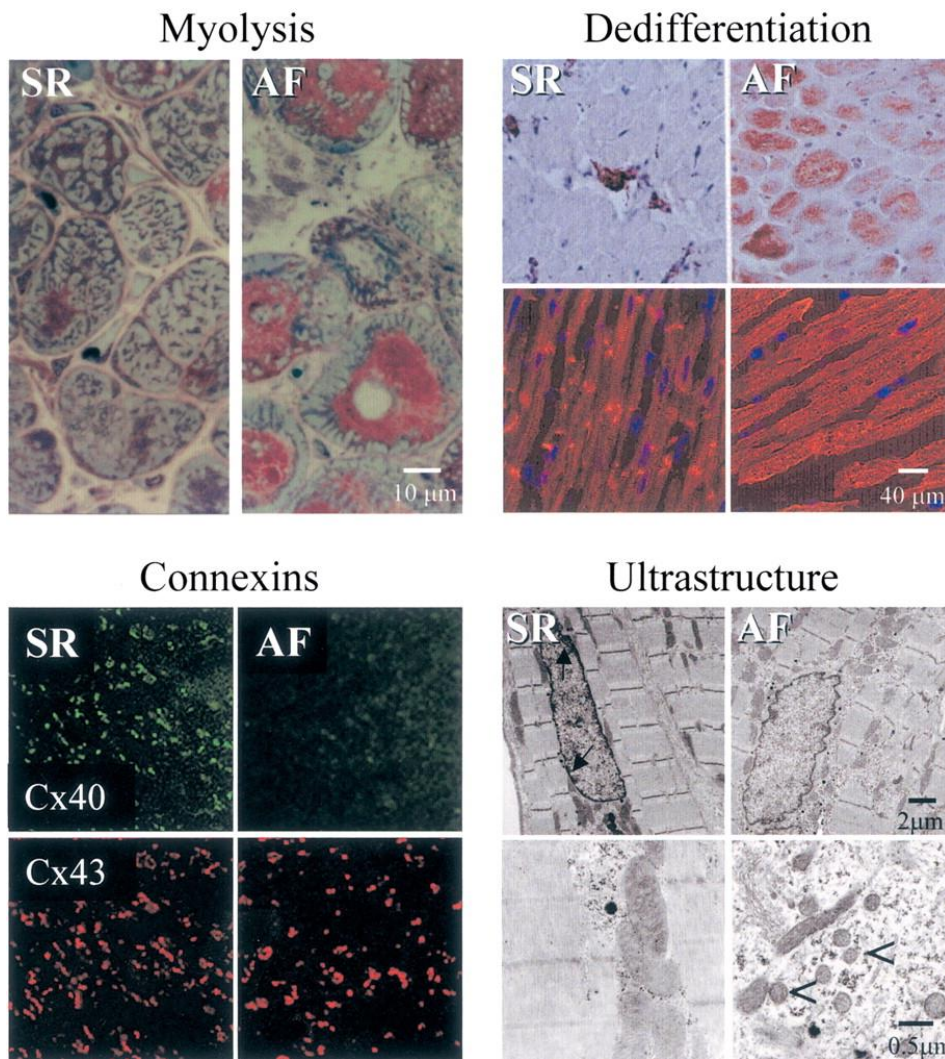 Myolysis
SR
AF
10 μm
Dedifferentiation
SR
AF
40 μm
Connexins
SR
AF
Cx40
Cx43
Ultrastructure
SR
AF
2μm
0.5μm